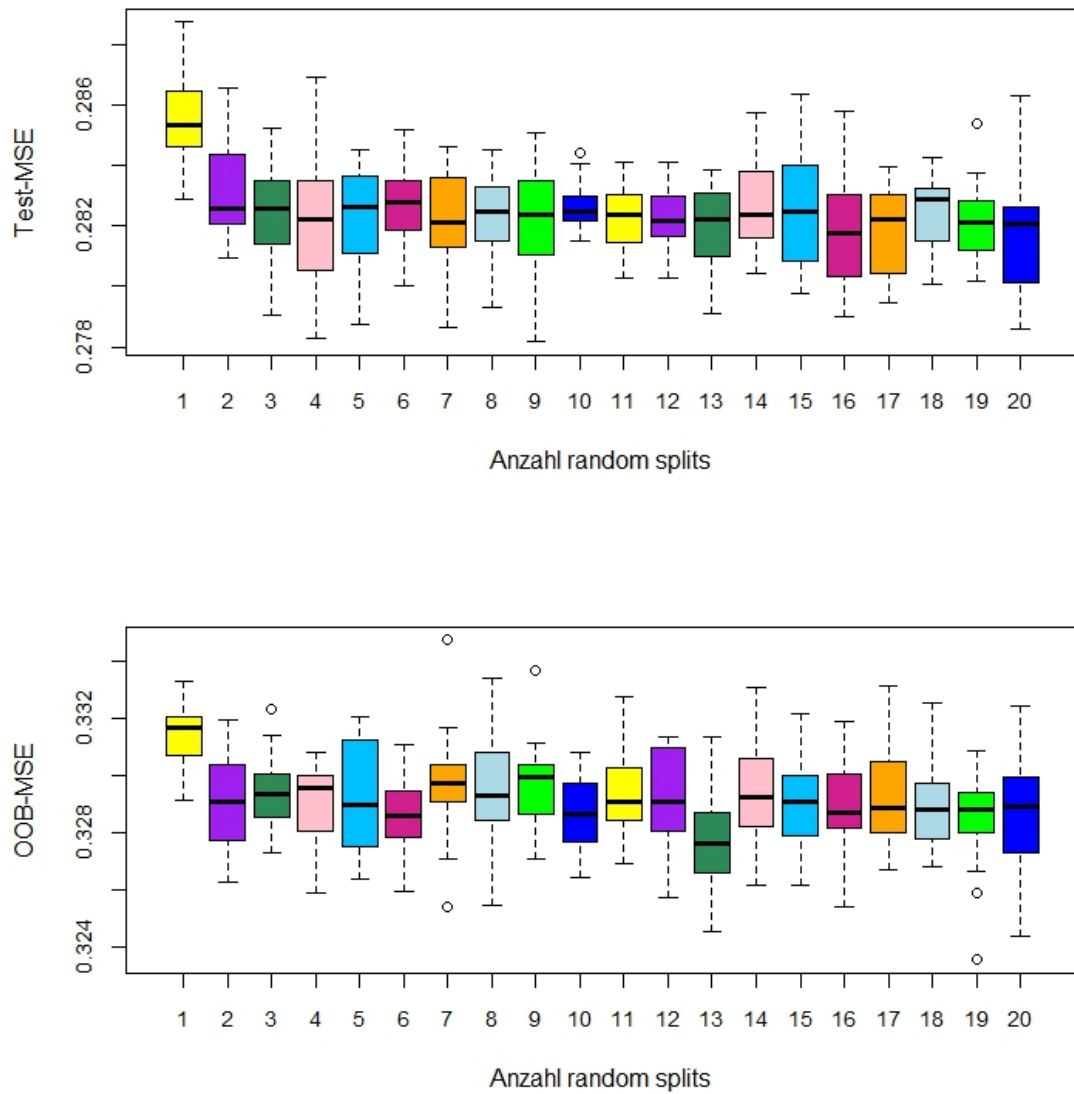 Test-MSE
0.286
0.282
0.278
1 2 3 4 5 6 7 8 9 10 11 12 13 14 15 16 17 18 19 20
Anzahl random splits
OOB-MSE
0.332
0.328
0.324
1 2 3 4 5 6 7 8 9 10 11 12 13 14 15 16 17 18 19 20
Anzahl random splits